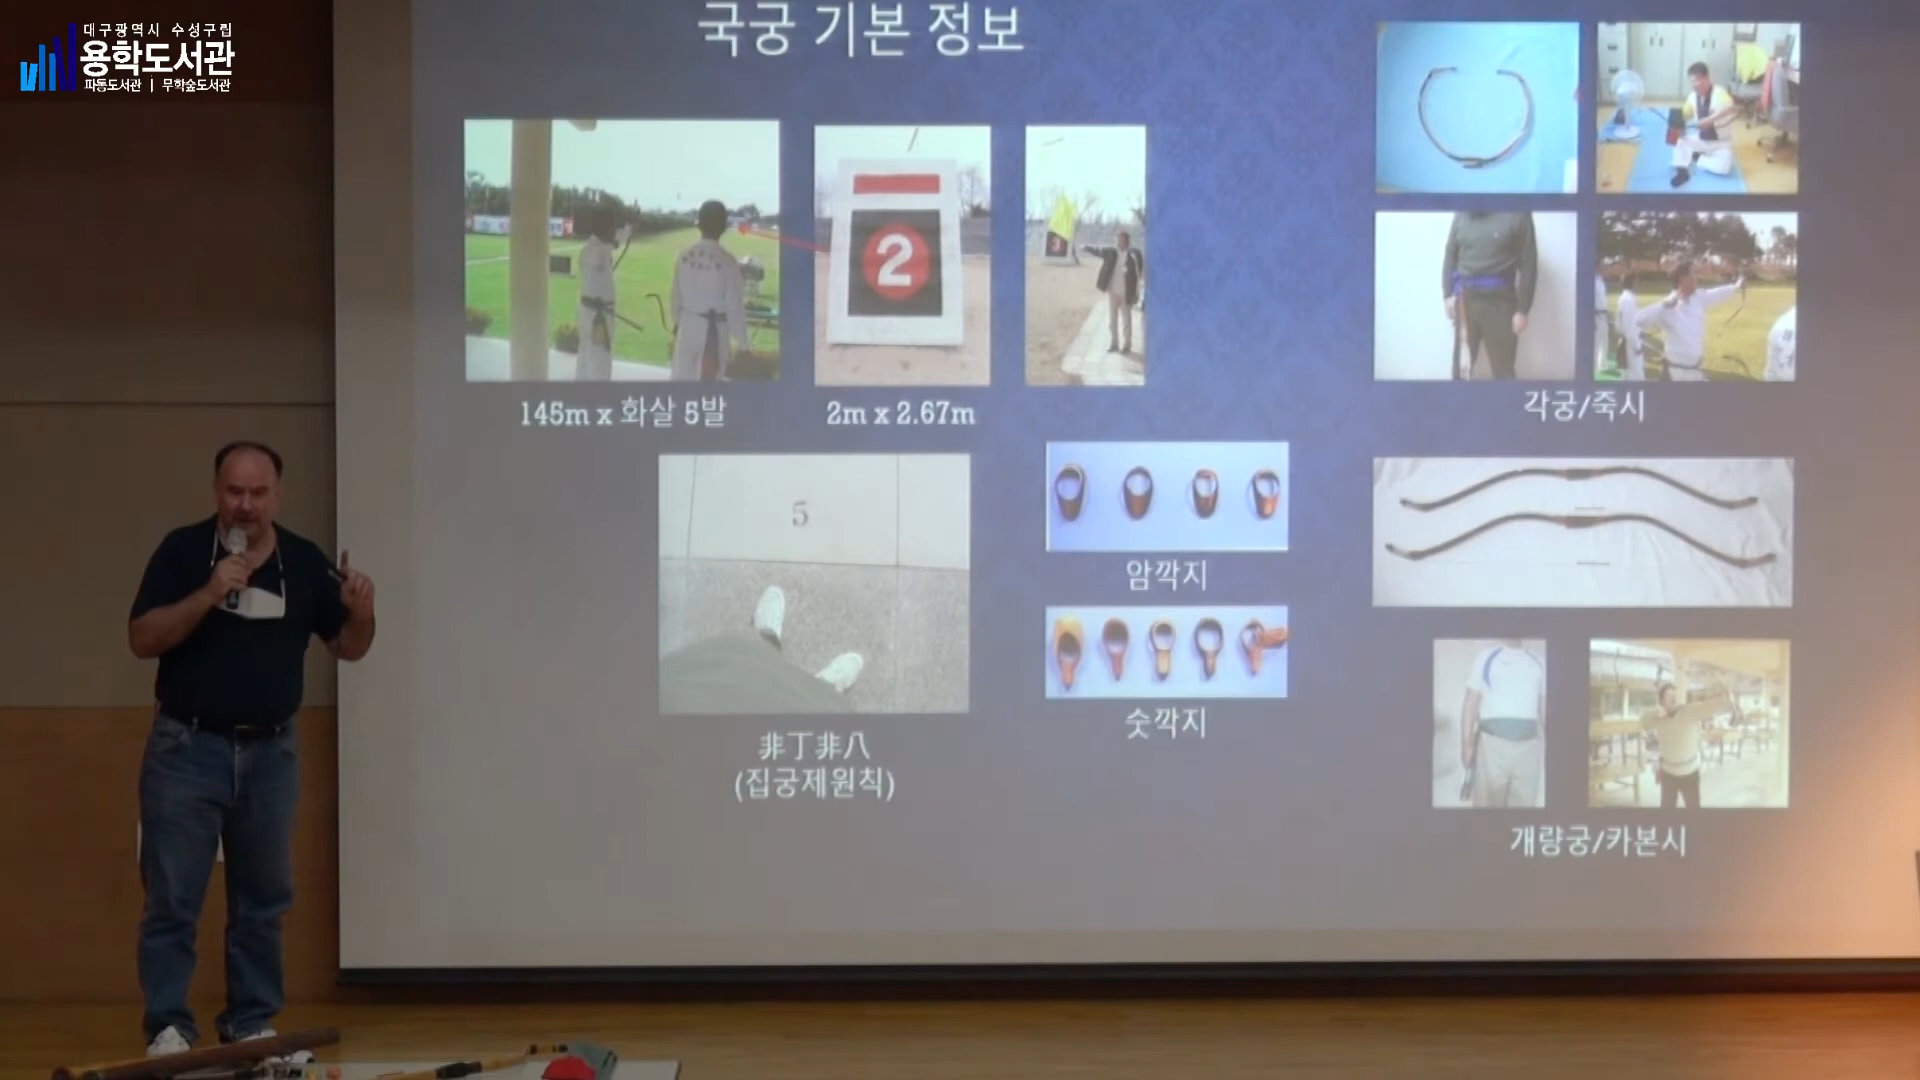 대구광역시 수성구립
용학도서관
파동도서관 | 무학숲도서관
국궁 기본 정보
2
3
145m x 화살 5발
2m x 2.67m
각궁/죽시
5
암깍지
숫깍지
非丁非八
(집궁제원칙)
개량궁/카본시